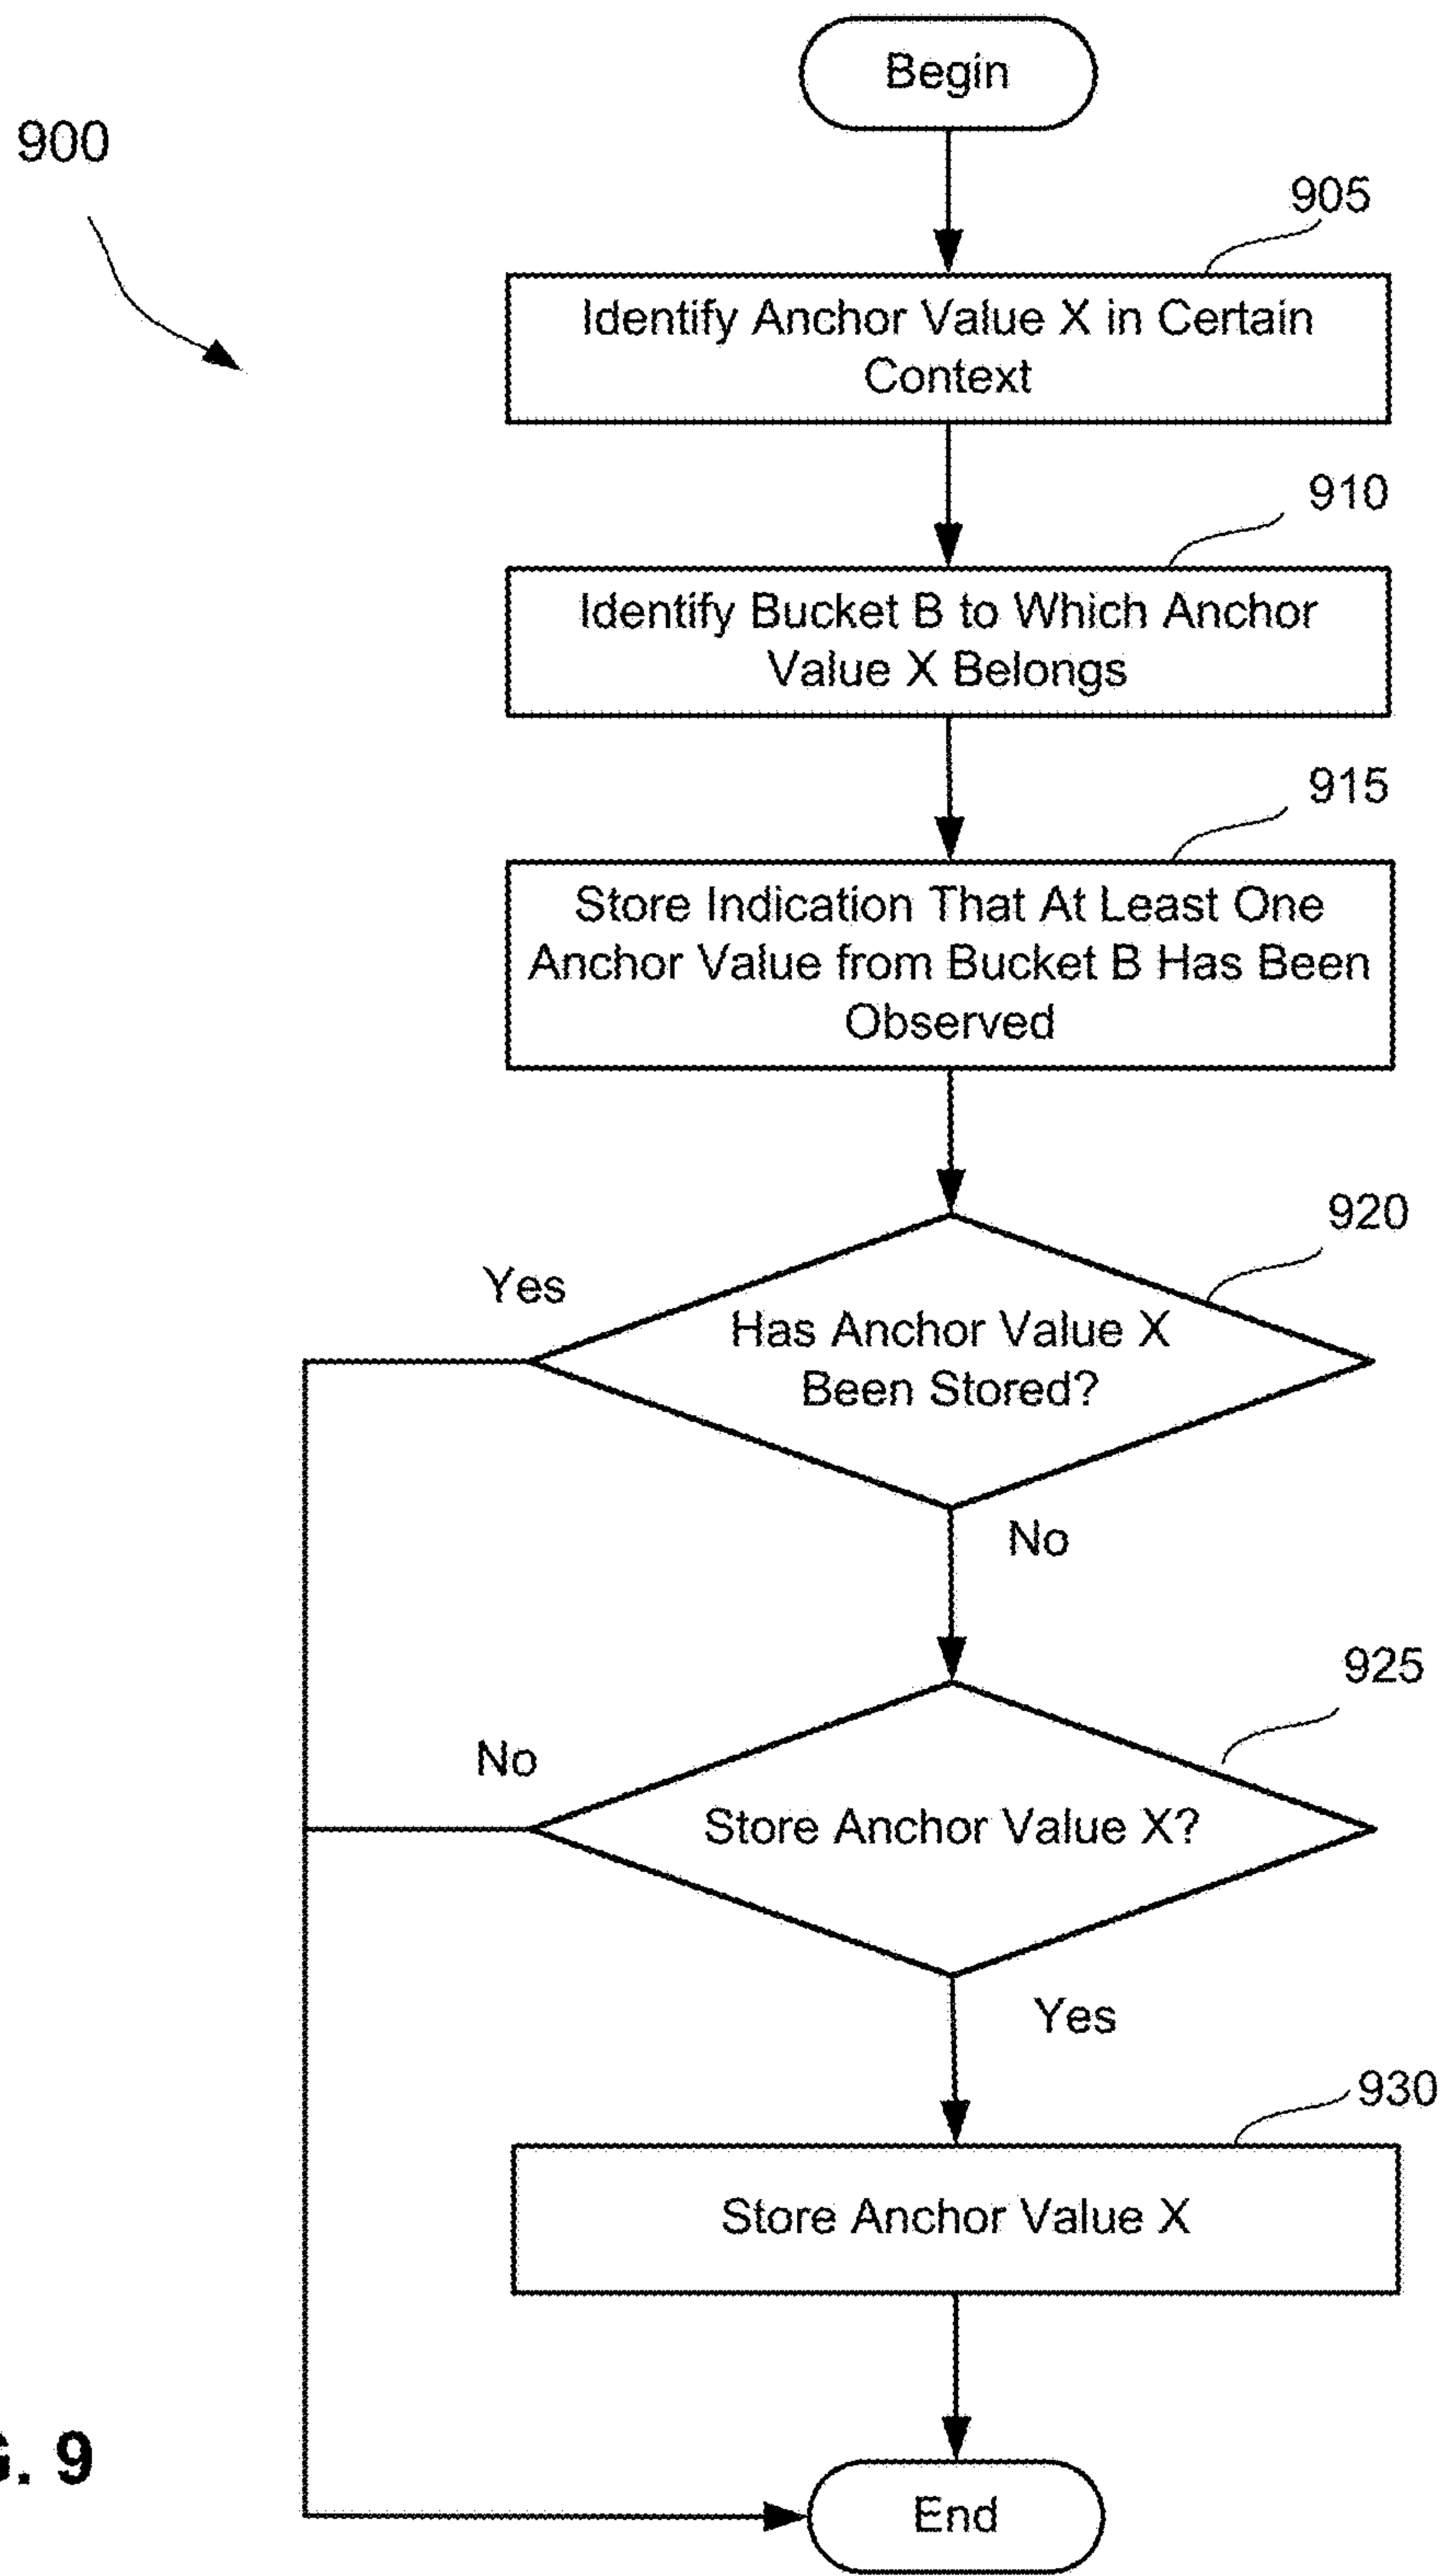 Begin
900
905
Identify Anchor Value X in Certain
Context
910
Identify Bucket B to Which Anchor
Value X Belongs
915
Store Indication That At Least One
Anchor Value from Bucket B Has Been
Observed
920
Yes
Has Anchor Value X
Been Stored?
No
925
No
Store Anchor Value X?
Yes
930
Store Anchor Value X
. 9
End